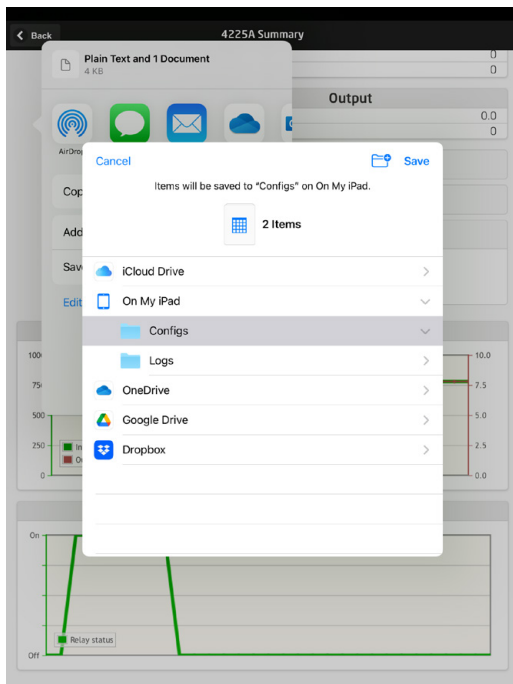 Back
4225A Summary
Plain Text and 1 Document
4 KB
0
0
Output
0.0
0
Cancel
Save
Items will be saved to “Configs” on On My iPad.
2 Items
iCloud Drive
On My iPad
Configs
Logs
OneDrive
Google Drive
Dropbox
Edit
500
250
0
10.0
7.5
5.0
2.5
0.0
On
Relay status
Off